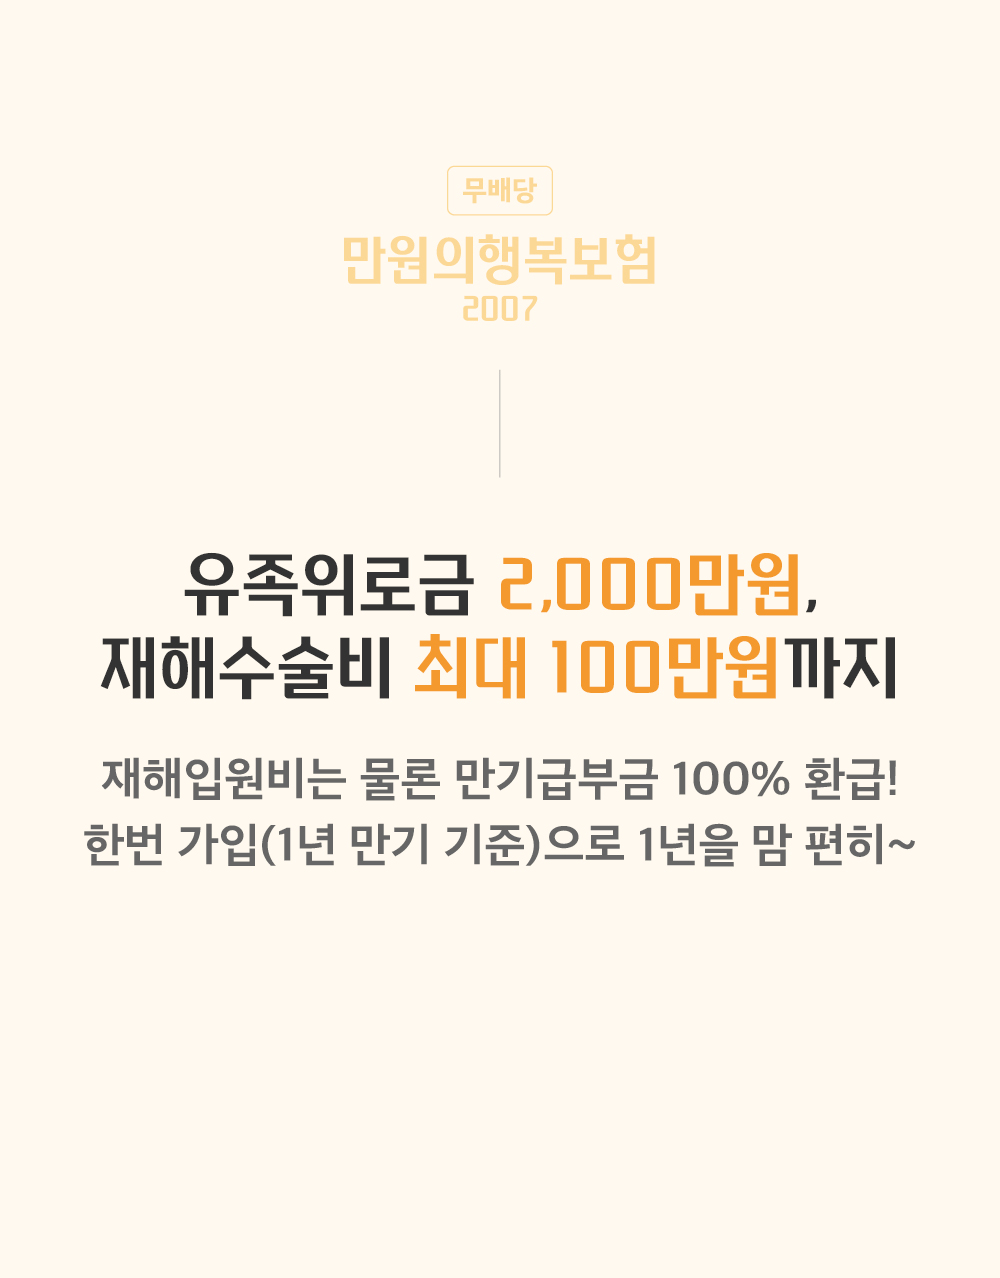 무배당
만원의행복보험
2007
유족위로금 2,000만원,
재해수술비 최대 100만원까지
재해입원비는 물론 만기급부금 100% 환급!
한번 가입(1년 만기 기준)으로 1년을 맘 편히~